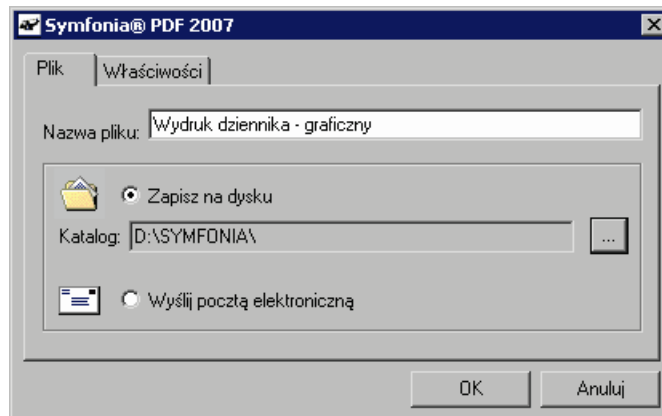 Symfonia® PDF 2007
Plik
Właściwości
Nazwa pliku: Wydruk dziennika - graficzny
Zapisz na dysku
Katalog: D:\SYMFONIA\ ...
Wyślij pocztą elektroniczną
OK Anuluj